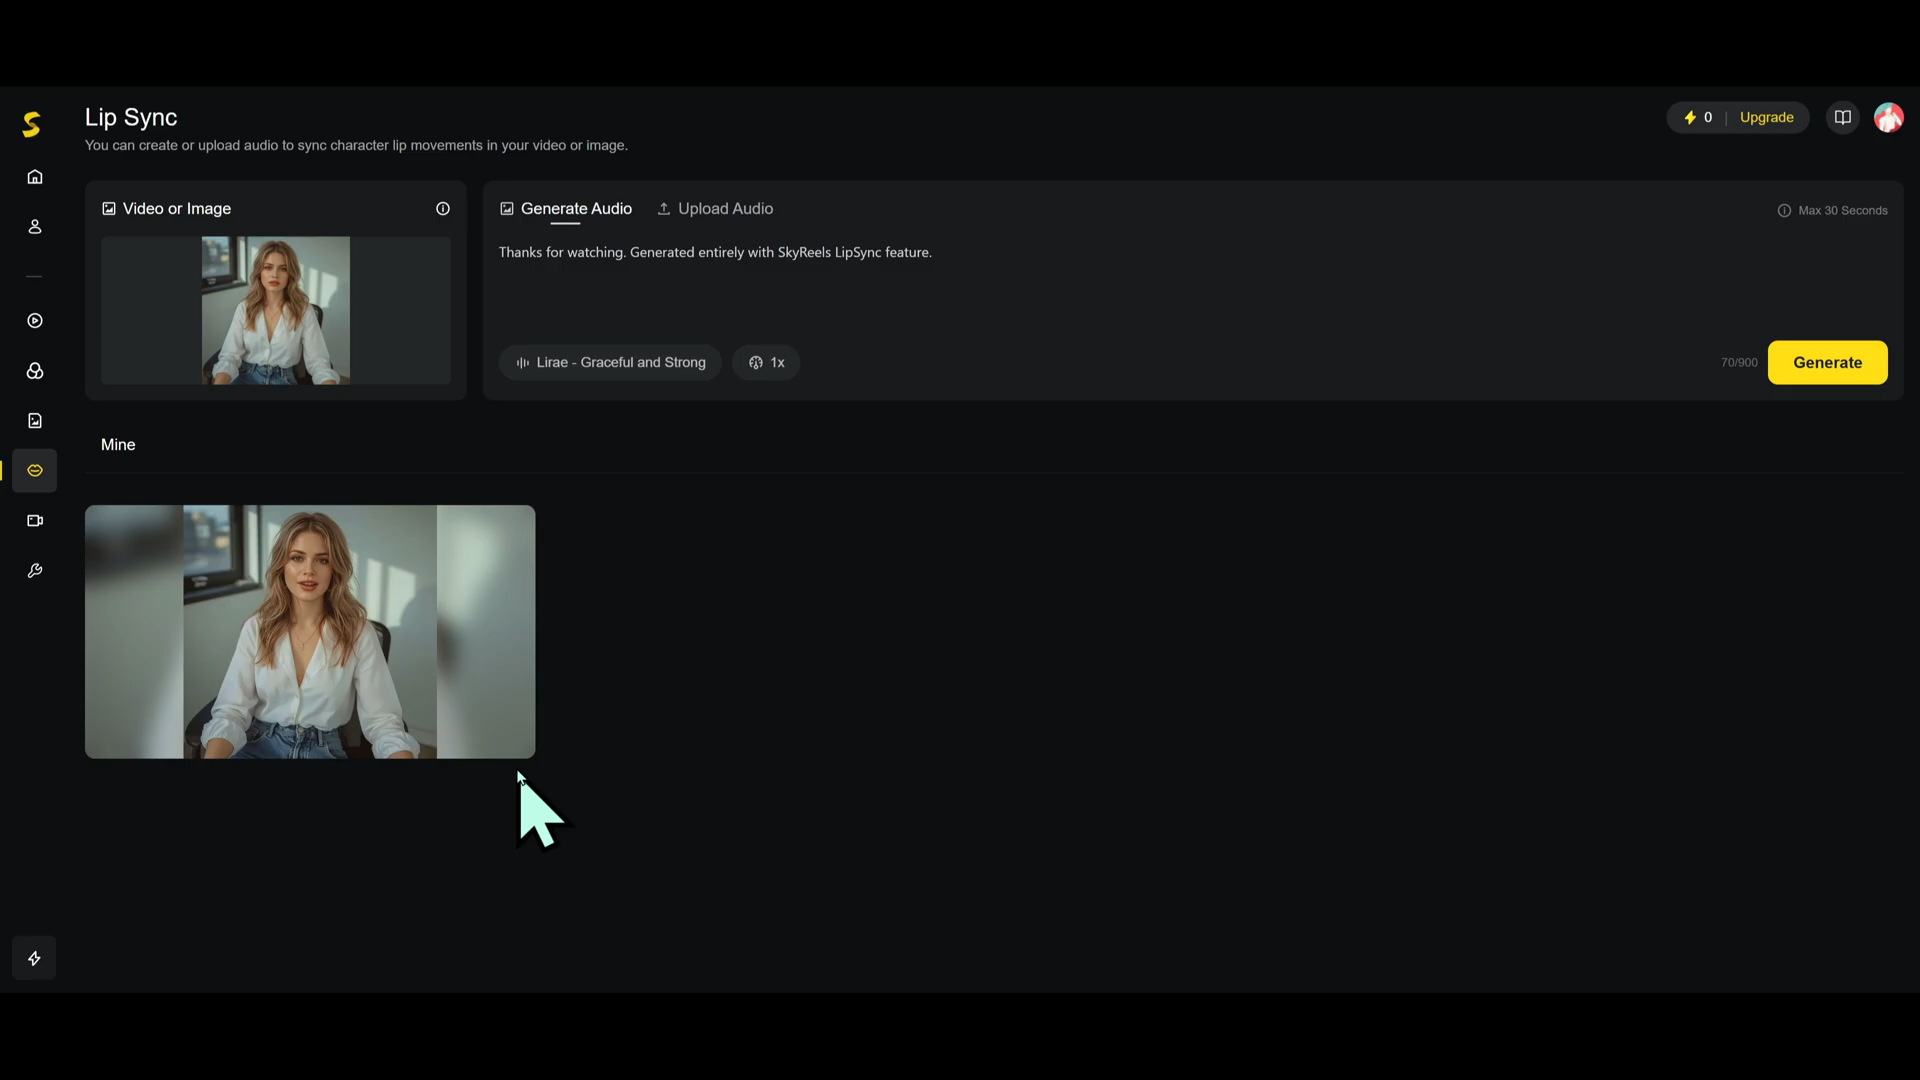 Lip Sync
You can create or upload audio to sync character lip movements in your video or image.
0 | Upgrade
Video or Image
Generate Audio
Upload Audio
Max 30 Seconds
Thanks for watching. Generated entirely with SkyReels LipSync feature.
Lirae - Graceful and Strong
1x
70/900
Generate
Mine